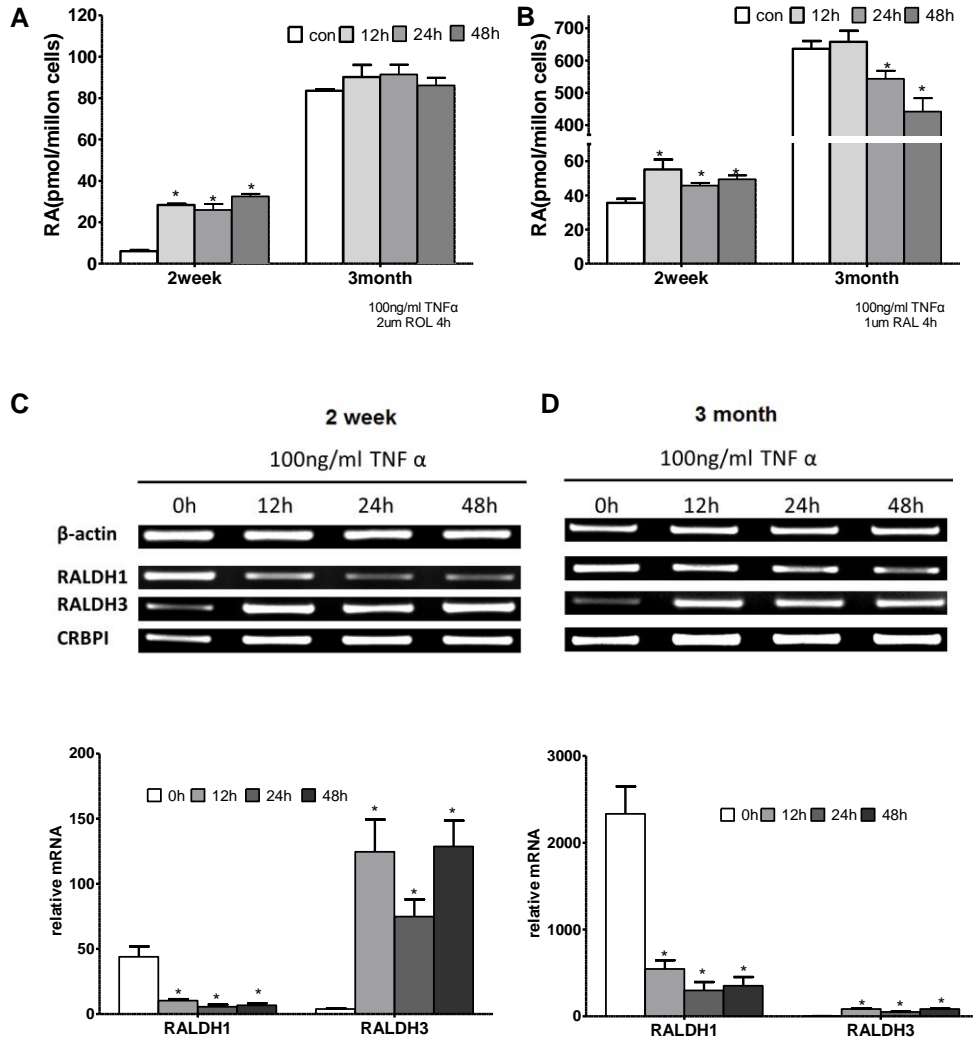 A
con 12h 24h 48h
RA(pmol/millon cells)
120
100
80
60
40
20
0
* * *
2week 3month
100ng/ml TNFα
2um ROL 4h
B
con 12h 24h 48h
RA(pmol/millon cells)
700
600
500
400
60
40
20
0
* * * * *
2week 3month
100ng/ml TNFα
1um RAL 4h
C
2 week
100ng/ml TNF α
0h 12h 24h 48h
β-actin
RALDH1
RALDH3
CRBPI
D
3 month
100ng/ml TNF α
0h 12h 24h 48h
relative mRNA
200
150
100
50
0
0h 12h 24h 48h
* * * * * *
RALDH1 RALDH3
relative mRNA
3000
2000
1000
0
0h 12h 24h 48h
* * * * * *
RALDH1 RALDH3